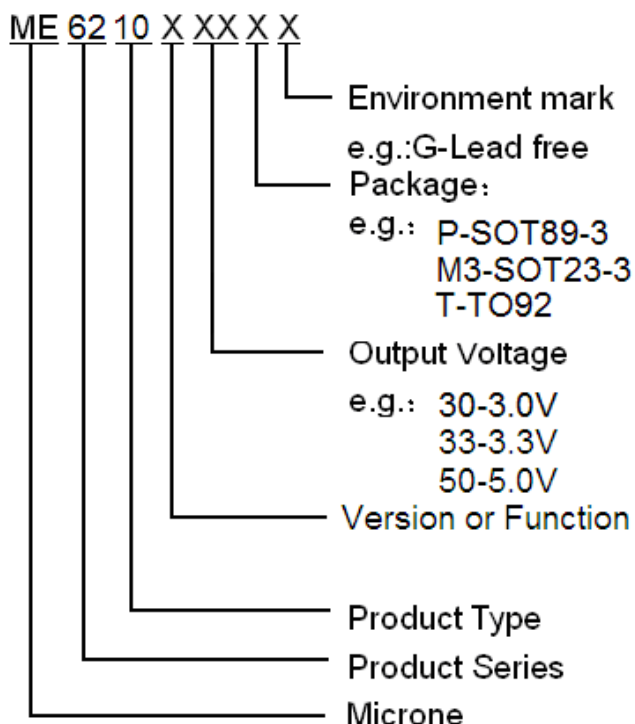 ME 62 10 X XX X X
Environment mark
e.g.:G-Lead free
Package：
e.g.： P-SOT89-3
M3-SOT23-3
T-TO92
Output Voltage
e.g.： 30-3.0V
33-3.3V
50-5.0V
Version or Function
Product Type
Product Series
Microne